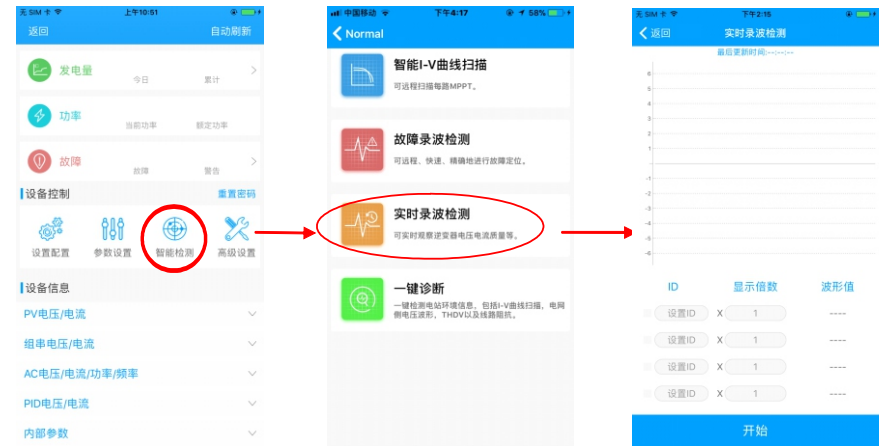 无 SIM 卡
上午10:51
返回
自动刷新
发电量
今日
累计
功率
当前功率
额定功率
故障
故障
警告
设备控制
重置密码
设置配置
参数设置
智能检测
高级设置
设备信息
PV电压/电流
组串电压/电流
AC电压/电流/功率/频率
PID电压/电流
内部参数
中国移动
下午4:17
58%
Normal
智能I-V曲线扫描
可远程扫描每路MPPT。
故障录波检测
可远程、快速、精确地进行故障定位。
实时录波检测
可实时观察逆变器电压电流质量等。
一键诊断
一键检测电站环境信息，包括I-V曲线扫描，电网
侧电压波形，THDV以及线路阻抗。
无 SIM 卡
下午2:15
返回
实时录波检测
最后更新时间:--:--:--
6
5
4
3
2
1
-
-1
-2
-3
-4
-5
-6
ID
显示倍数
波形值
设置ID X 1 ----
设置ID X 1 ----
设置ID X 1 ----
设置ID X 1 ----
开始